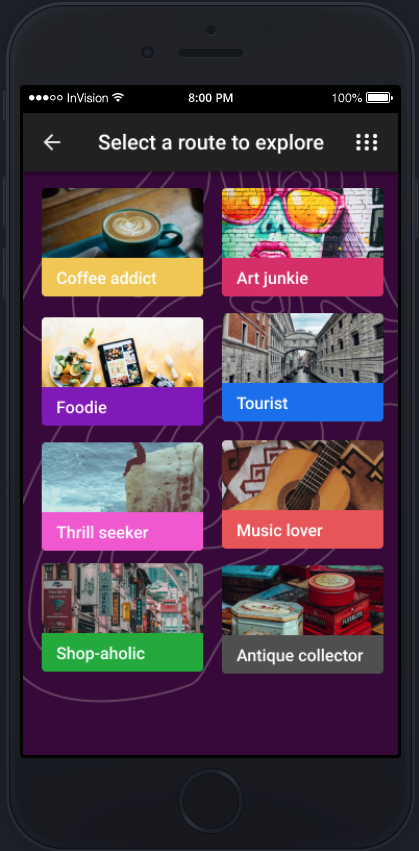 InVision
8:00 PM
100%
Select a route to explore
Coffee addict
Art junkie
Foodie
Tourist
Thrill seeker
Music lover
Shop-aholic
Antique collector